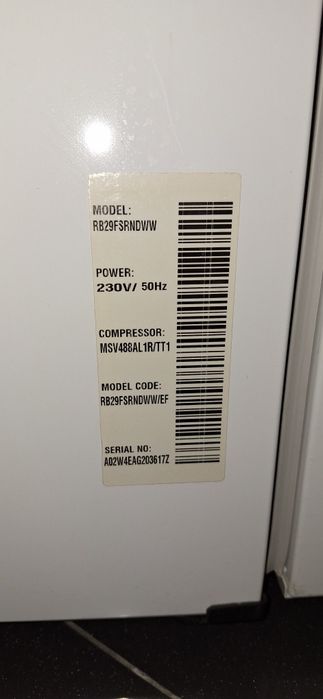 MODEL:
RB29FSRNDWW
POWER:
230V/ 50Hz
COMPRESSOR:
MSV488AL1R/TT1
MODEL CODE:
RB29FSRNDWW/EF
SERIAL NO:
A02W4EAG203617Z